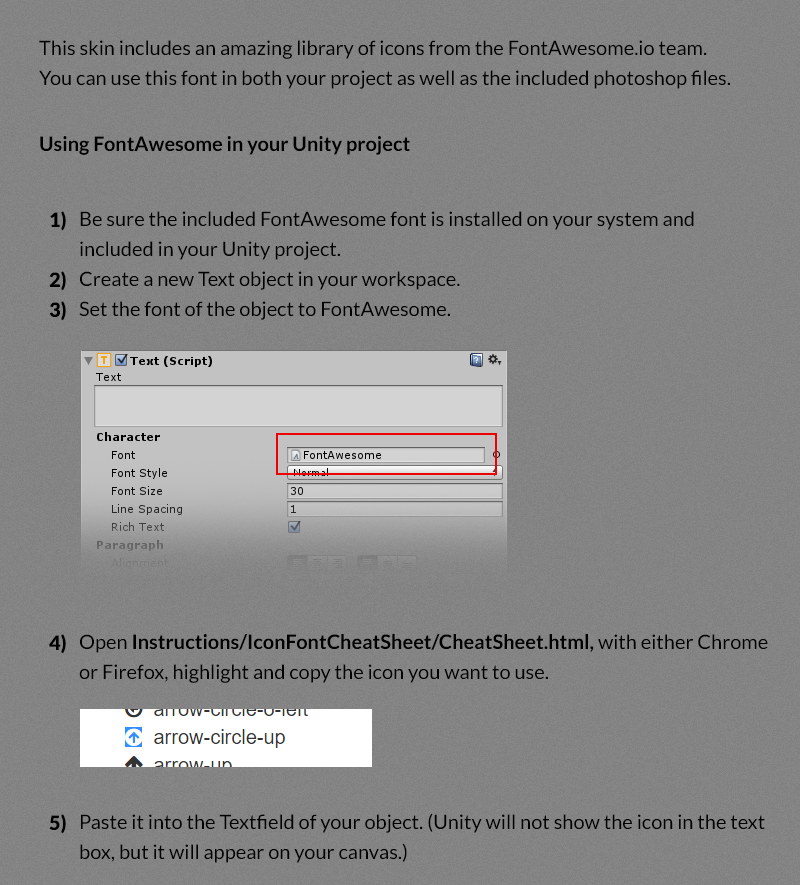 This skin includes an amazing library of icons from the FontAwesome.io team.
You can use this font in both your project as well as the included photoshop files.
Using FontAwesome in your Unity project
1) Be sure the included FontAwesome font is installed on your system and
included in your Unity project.
2) Create a new Text object in your workspace.
3) Set the font of the object to FontAwesome.
Text (Script)
Text
Character
Font FontAwesome
Font Style Normal
Font Size 30
Line Spacing 1
Rich Text
Paragraph
Alignment
4) Open Instructions/IconFontCheatSheet/CheatSheet.html, with either Chrome
or Firefox, highlight and copy the icon you want to use.
arrow-circle-o-left
arrow-circle-up
arrow-up
5) Paste it into the Textfield of your object. (Unity will not show the icon in the text
box, but it will appear on your canvas.)